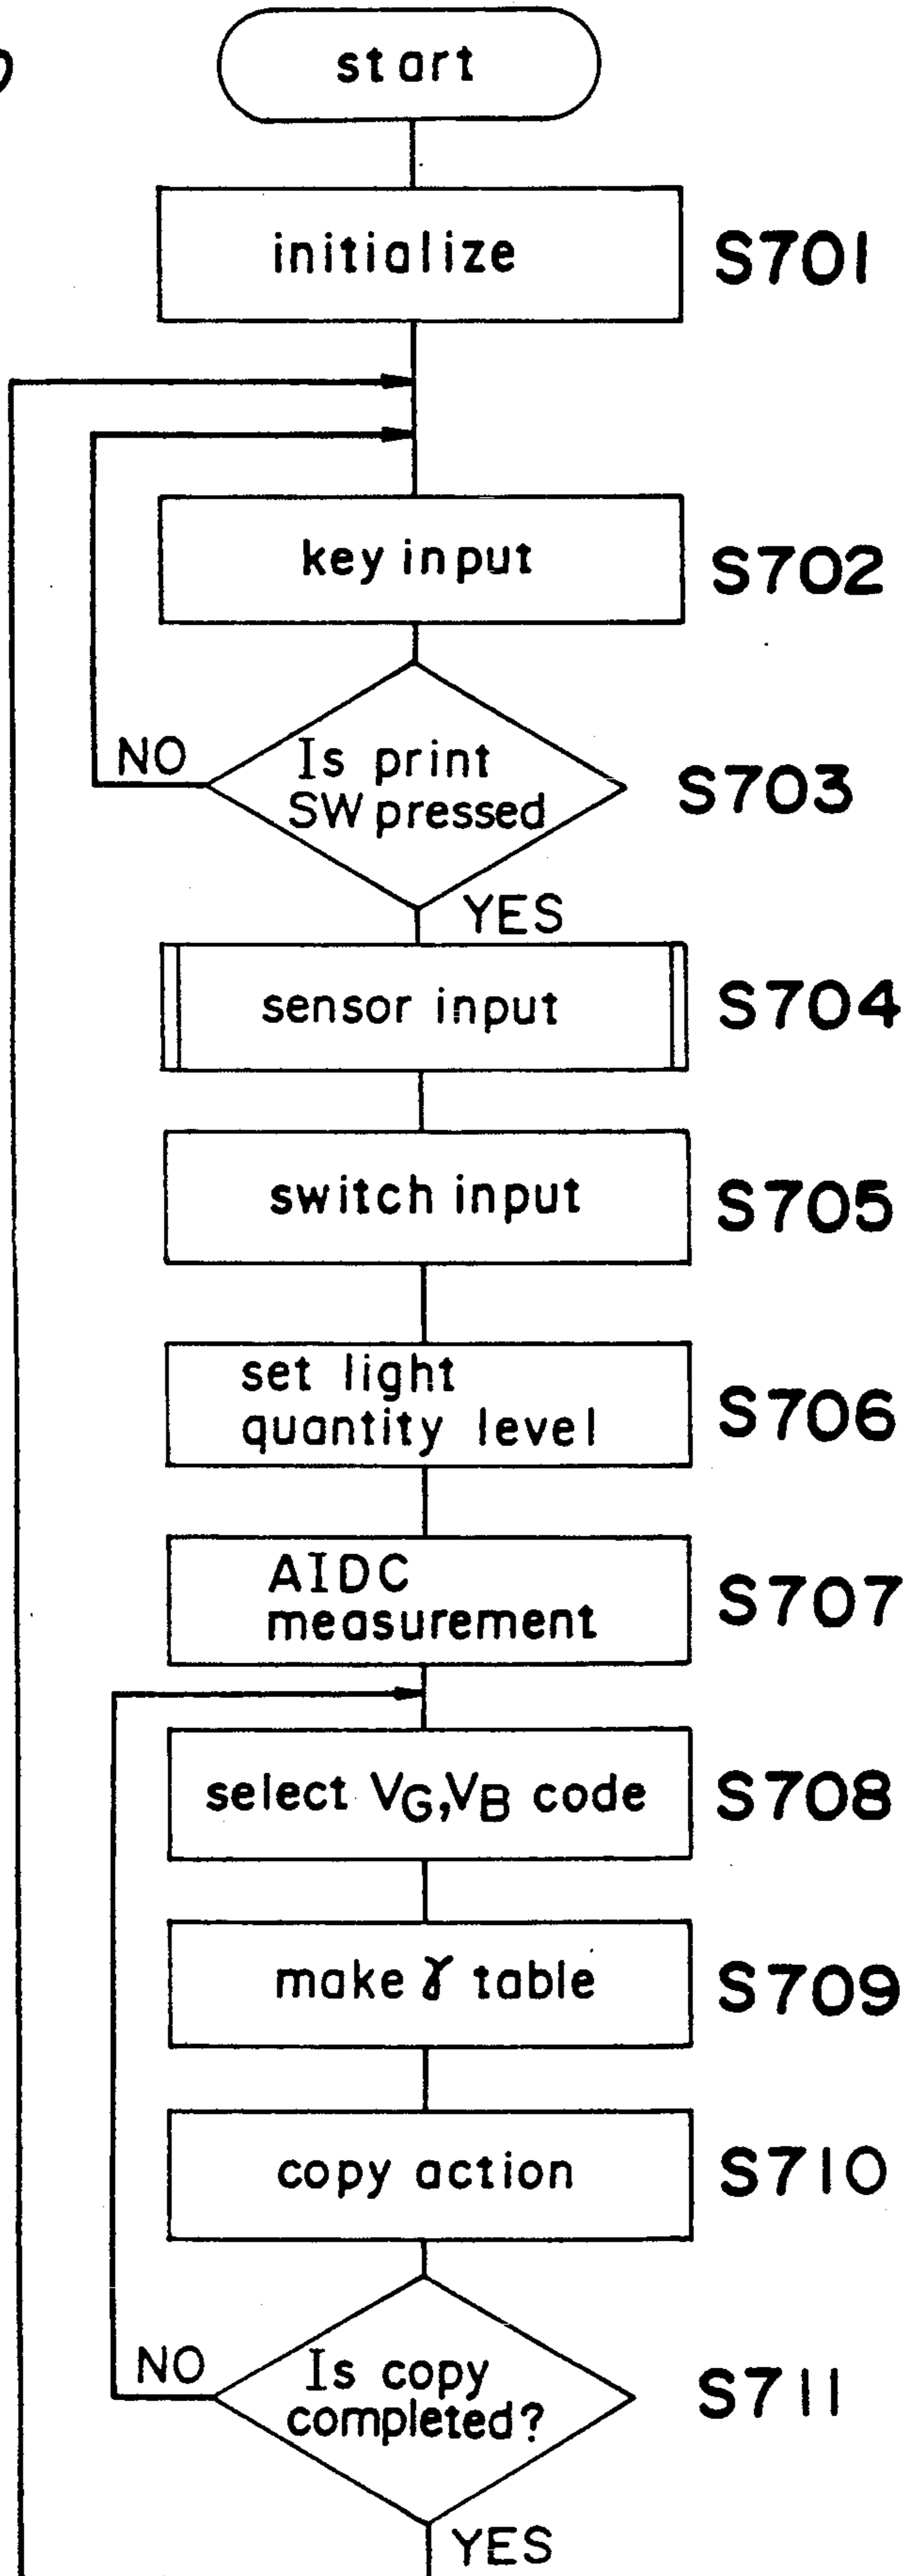 start
initialize
S701
key input
S702
Is print
SW pressed
S703
NO
YES
sensor input
S704
switch input
S705
set light
quantity level
S706
AIDC
measurement
S707
select VG,VB code
S708
make γ table
S709
copy action
S710
Is copy
completed?
S711
NO
YES